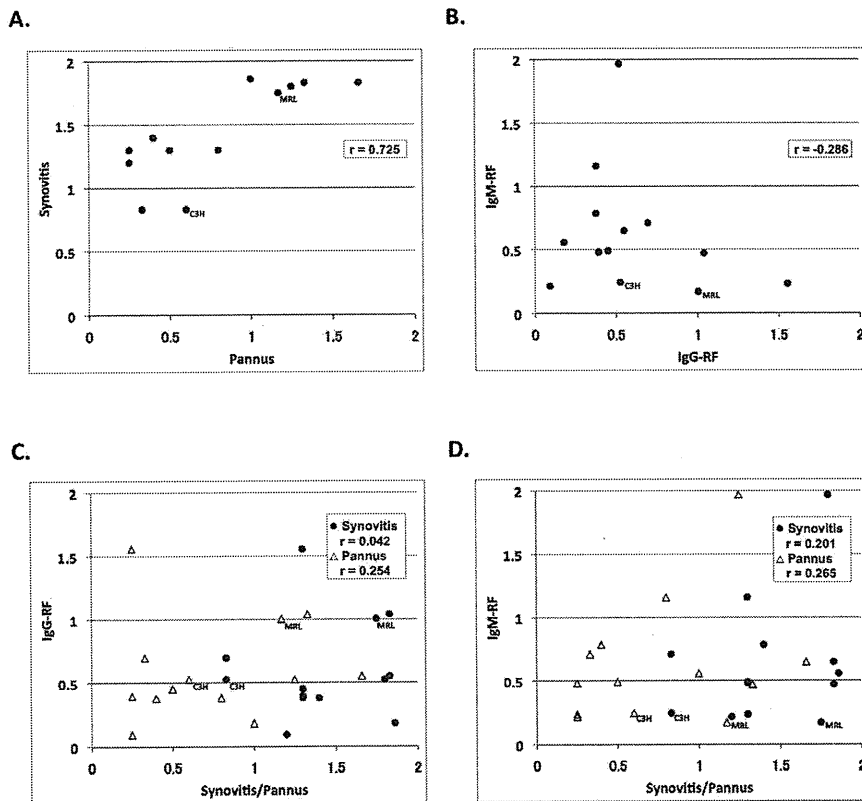 A.
2
1.5
1
0.5
0
Synovitis
MRL
r = 0.725
C3H
0 0.5 1 1.5 2
Pannus
B.
2
1.5
1
0.5
0
IgM-RF
r = -0.286
C3H
MRL
0 0.5 1 1.5 2
IgG-RF
C.
2
1.5
1
0.5
0
IgG-RF
Synovitis
r = 0.042
Pannus
r = 0.254
MRL MRL
C3H C3H
0 0.5 1 1.5 2
Synovitis/Pannus
D.
2
1.5
1
0.5
0
IgM-RF
Synovitis
r = 0.201
Pannus
r = 0.265
C3H C3H MRL MRL
0 0.5 1 1.5 2
Synovitis/Pannus